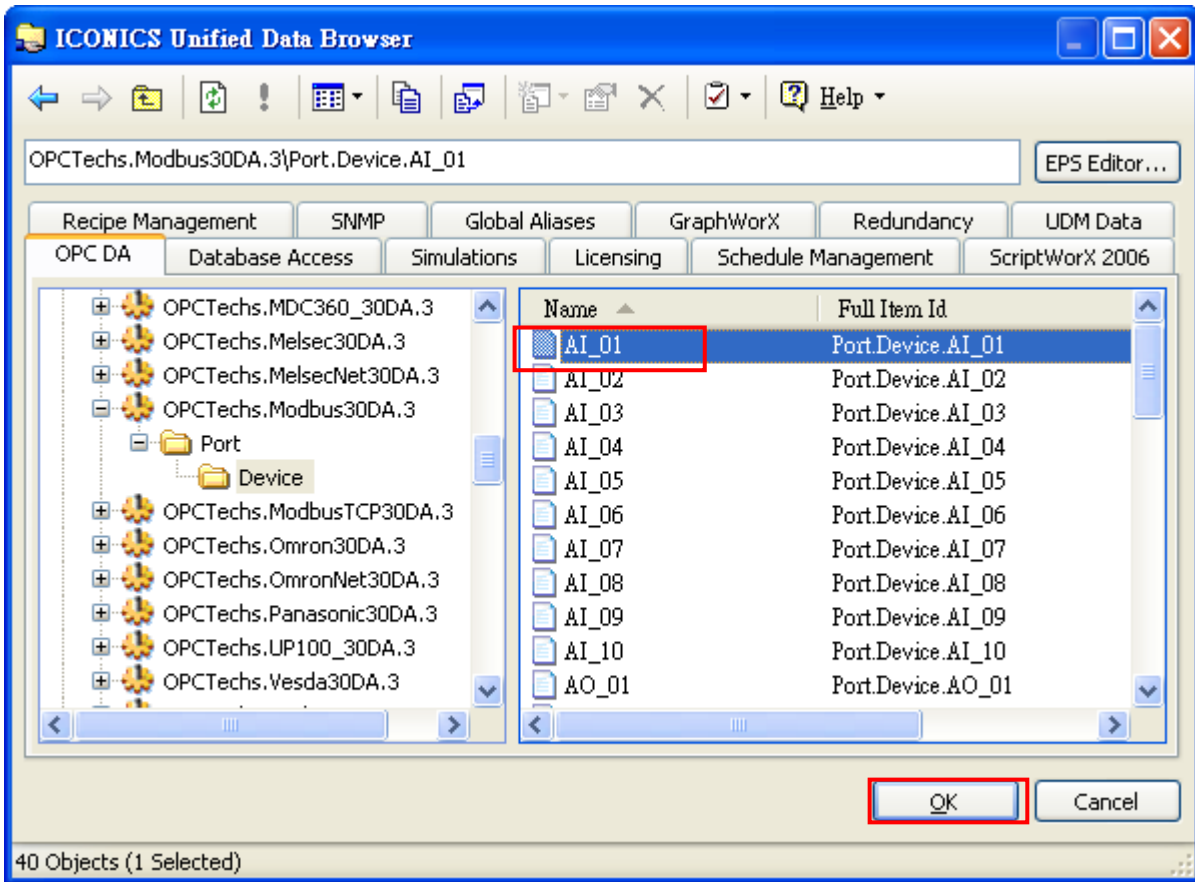 ICONICS Unified Data Browser
Help
OPCTechs.Modbus30DA.3\Port.Device.AI_01
EPS Editor...
Recipe Management SNMP Global Aliases GraphWorX Redundancy UDM Data
OPC DA Database Access Simulations Licensing Schedule Management ScriptWorX 2006
OPCTechs.MDC360_30DA.3
OPCTechs.Melsec30DA.3
OPCTechs.MelsecNet30DA.3
OPCTechs.Modbus30DA.3
Port
Device
OPCTechs.ModbusTCP30DA.3
OPCTechs.Omron30DA.3
OPCTechs.OmronNet30DA.3
OPCTechs.Panasonic30DA.3
OPCTechs.UP100_30DA.3
OPCTechs.Vesda30DA.3
Name Full Item Id
AI_01 Port.Device.AI_01
AI_02 Port.Device.AI_02
AI_03 Port.Device.AI_03
AI_04 Port.Device.AI_04
AI_05 Port.Device.AI_05
AI_06 Port.Device.AI_06
AI_07 Port.Device.AI_07
AI_08 Port.Device.AI_08
AI_09 Port.Device.AI_09
AI_10 Port.Device.AI_10
AO_01 Port.Device.AO_01
OK Cancel
40 Objects (1 Selected)